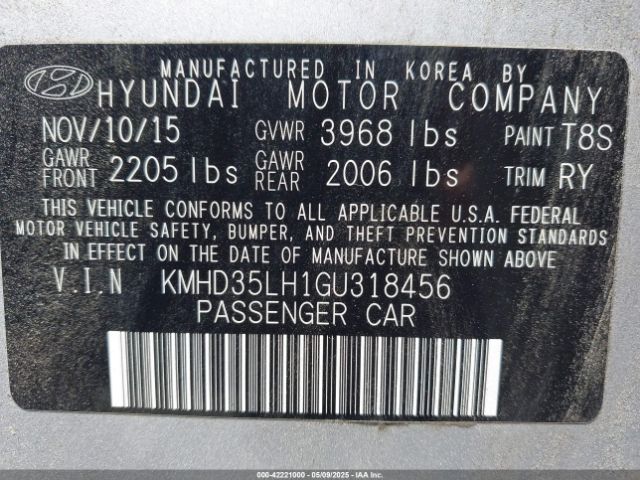 MANUFACTURED IN KOREA BY
HYUNDAI MOTOR COMPANY
NOV/10/15 GVWR 3968 lbs PAINT T8S
GAWR FRONT 2205 lbs GAWR REAR 2006 lbs TRIM RY
THIS VEHICLE CONFORMS TO ALL APPLICABLE U.S.A. FEDERAL
MOTOR VEHICLE SAFETY, BUMPER, AND THEFT PREVENTION STANDARDS
IN EFFECT ON THE DATE OF MANUFACTURE SHOWN ABOVE.
V.I.N KMHD35LH1GU318456
PASSENGER CAR
000-42221000 - 05/09/2025 - IAAI